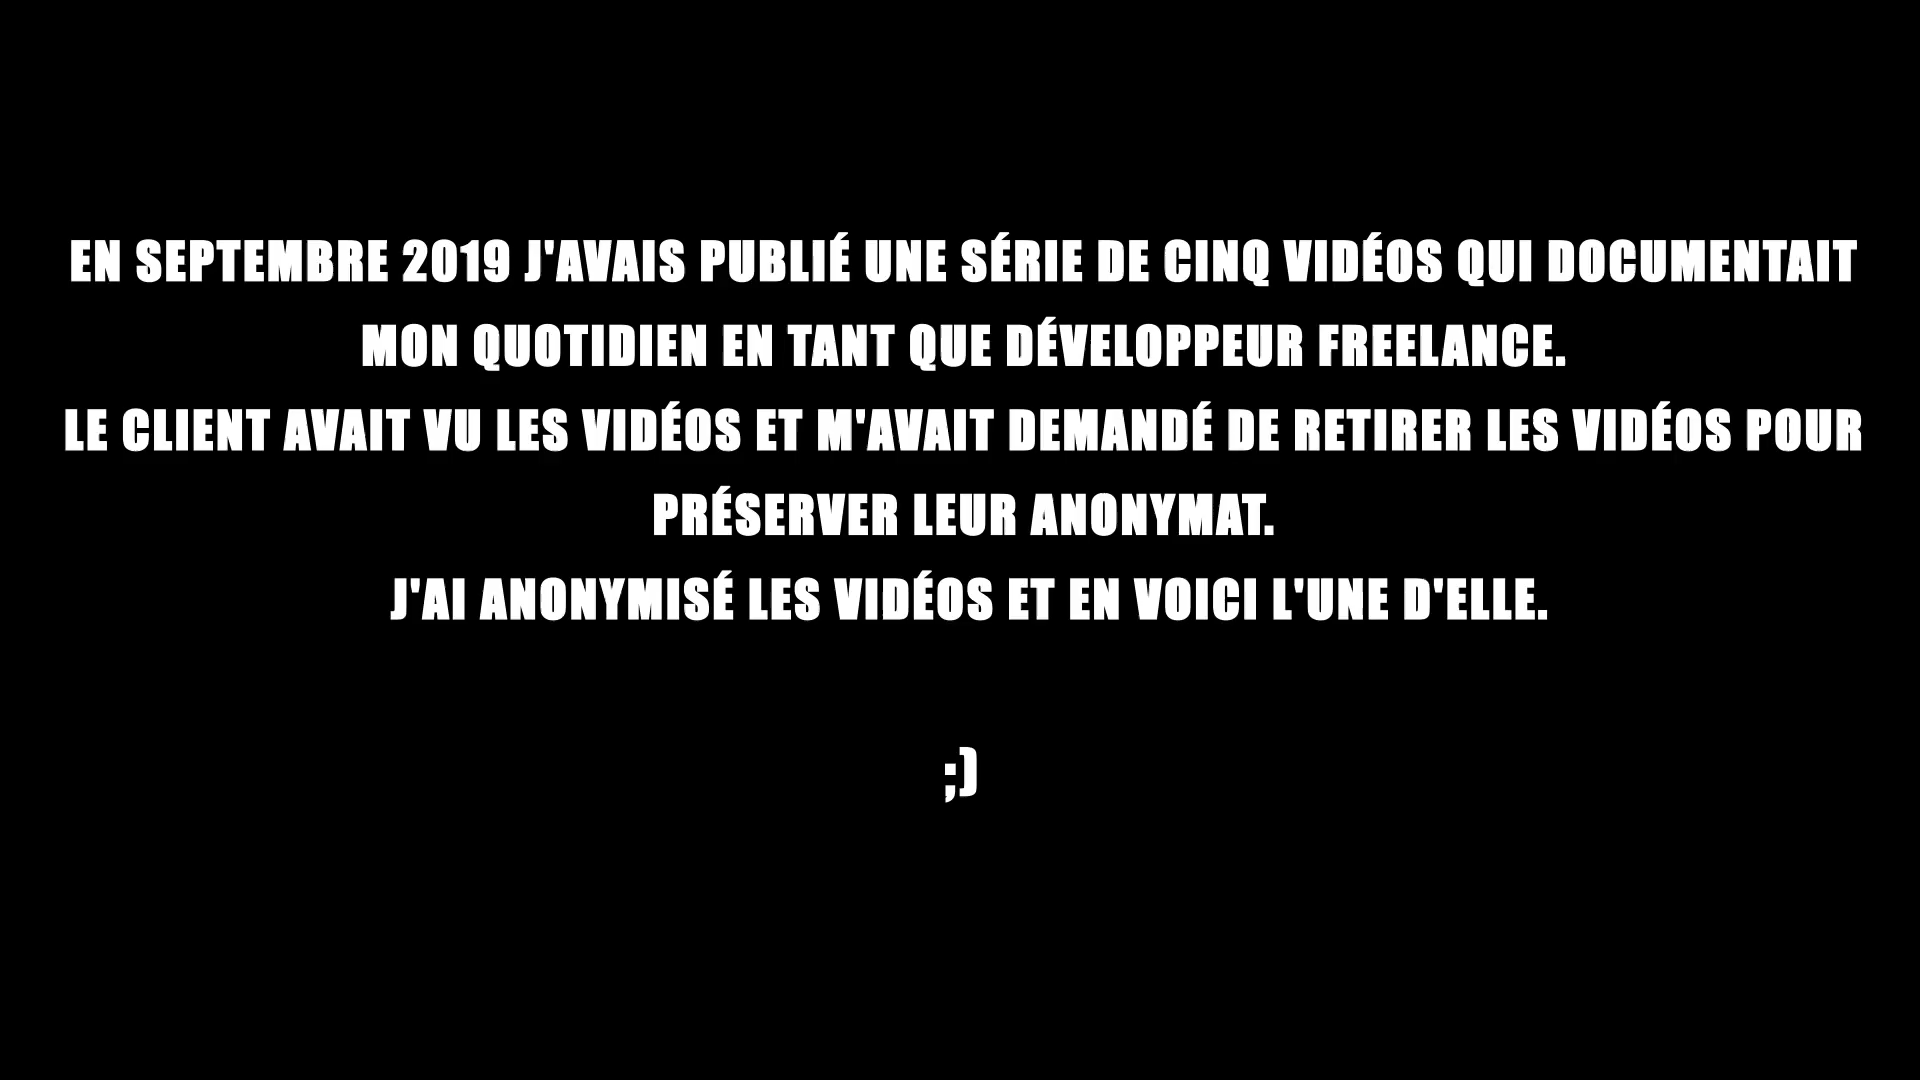 EN SEPTEMBRE 2019 J'AVAIS PUBLIÉ UNE SÉRIE DE CINQ VIDÉOS QUI DOCUMENTAIT
MON QUOTIDIEN EN TANT QUE DÉVELOPPEUR FREELANCE.
LE CLIENT AVAIT VU LES VIDÉOS ET M'AVAIT DEMANDÉ DE RETIRER LES VIDÉOS POUR
PRÉSERVER LEUR ANONYMAT.
J'AI ANONYMISÉ LES VIDÉOS ET EN VOICI L'UNE D'ELLE.
;)